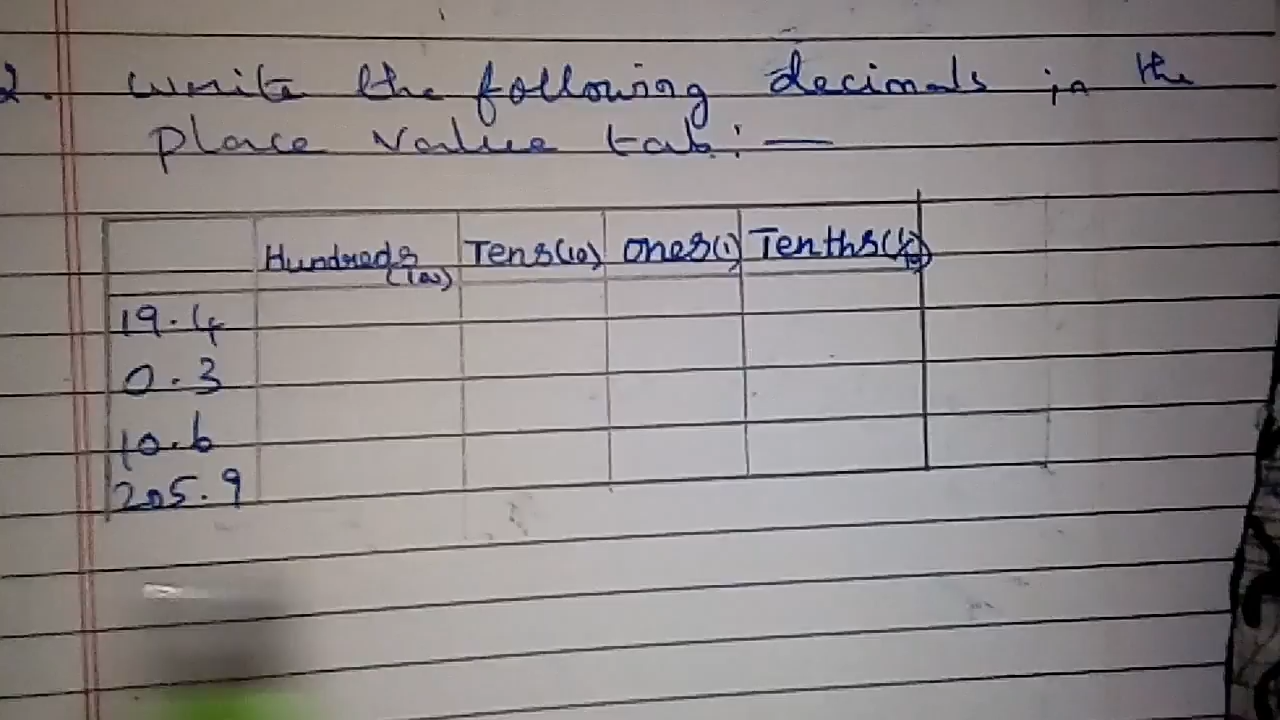 2. Write the following decimals in the
place value tab: —
Hundreds (100) Tens(10) Ones(1) Tenths(1/10)
19.4
0.3
10.6
205.9